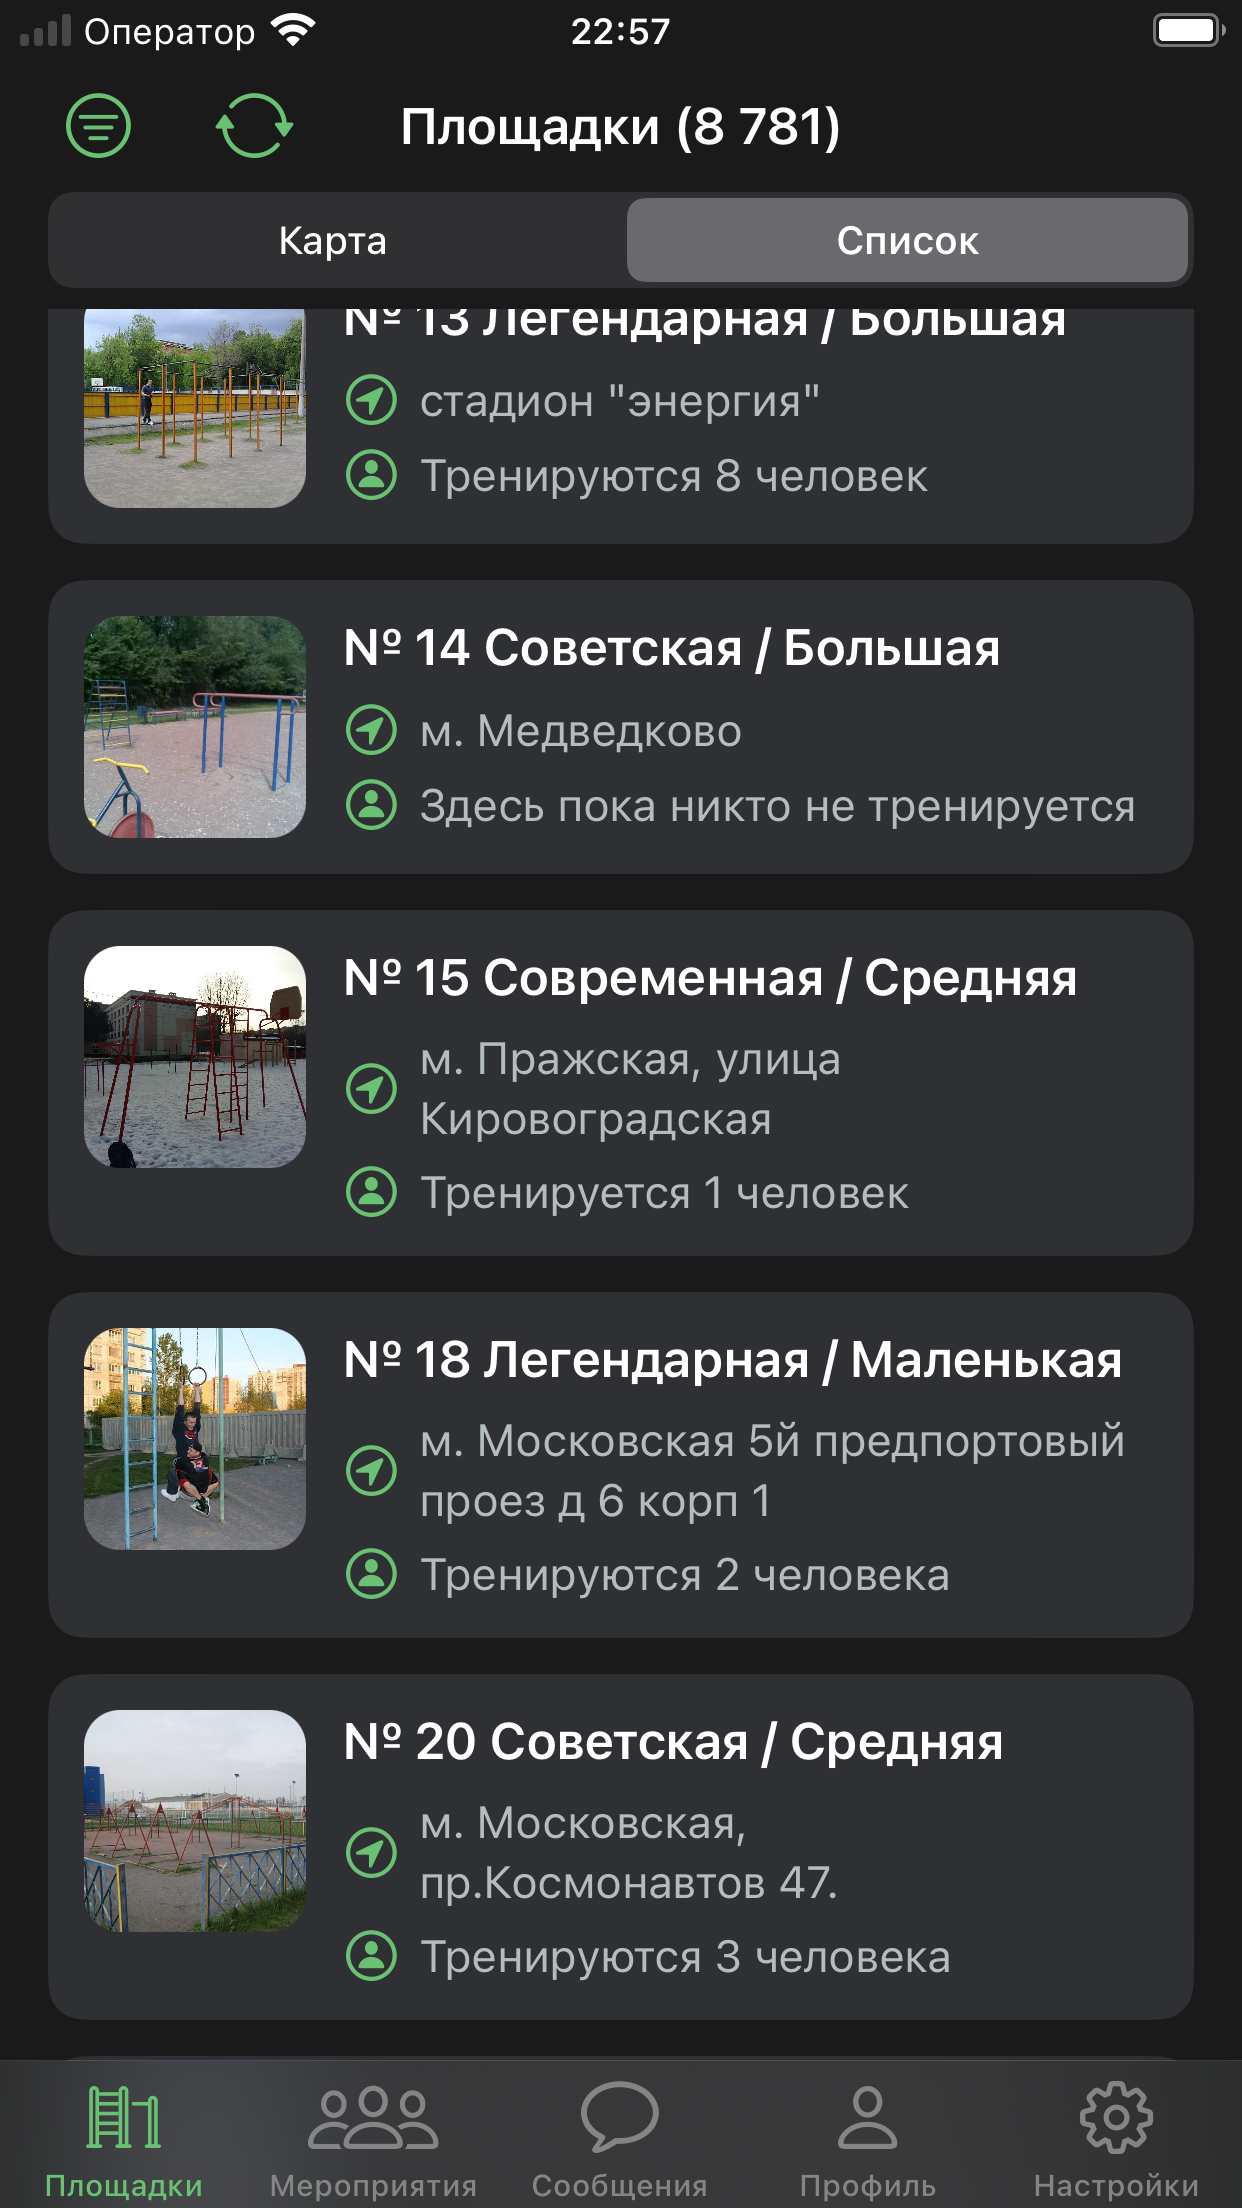 Оператор
22:57
Площадки (8 781)
Карта
Список
№ 13 Легендарная / Большая
стадион "энергия"
Тренируются 8 человек
№ 14 Советская / Большая
м. Медведково
Здесь пока никто не тренируется
№ 15 Современная / Средняя
м. Пражская, улица
Кировоградская
Тренируется 1 человек
№ 18 Легендарная / Маленькая
м. Московская 5й предпортовый
проез д 6 корп 1
Тренируются 2 человека
№ 20 Советская / Средняя
м. Московская,
пр.Космонавтов 47.
Тренируются 3 человека
Площадки
Мероприятия
Сообщения
Профиль
Настройки